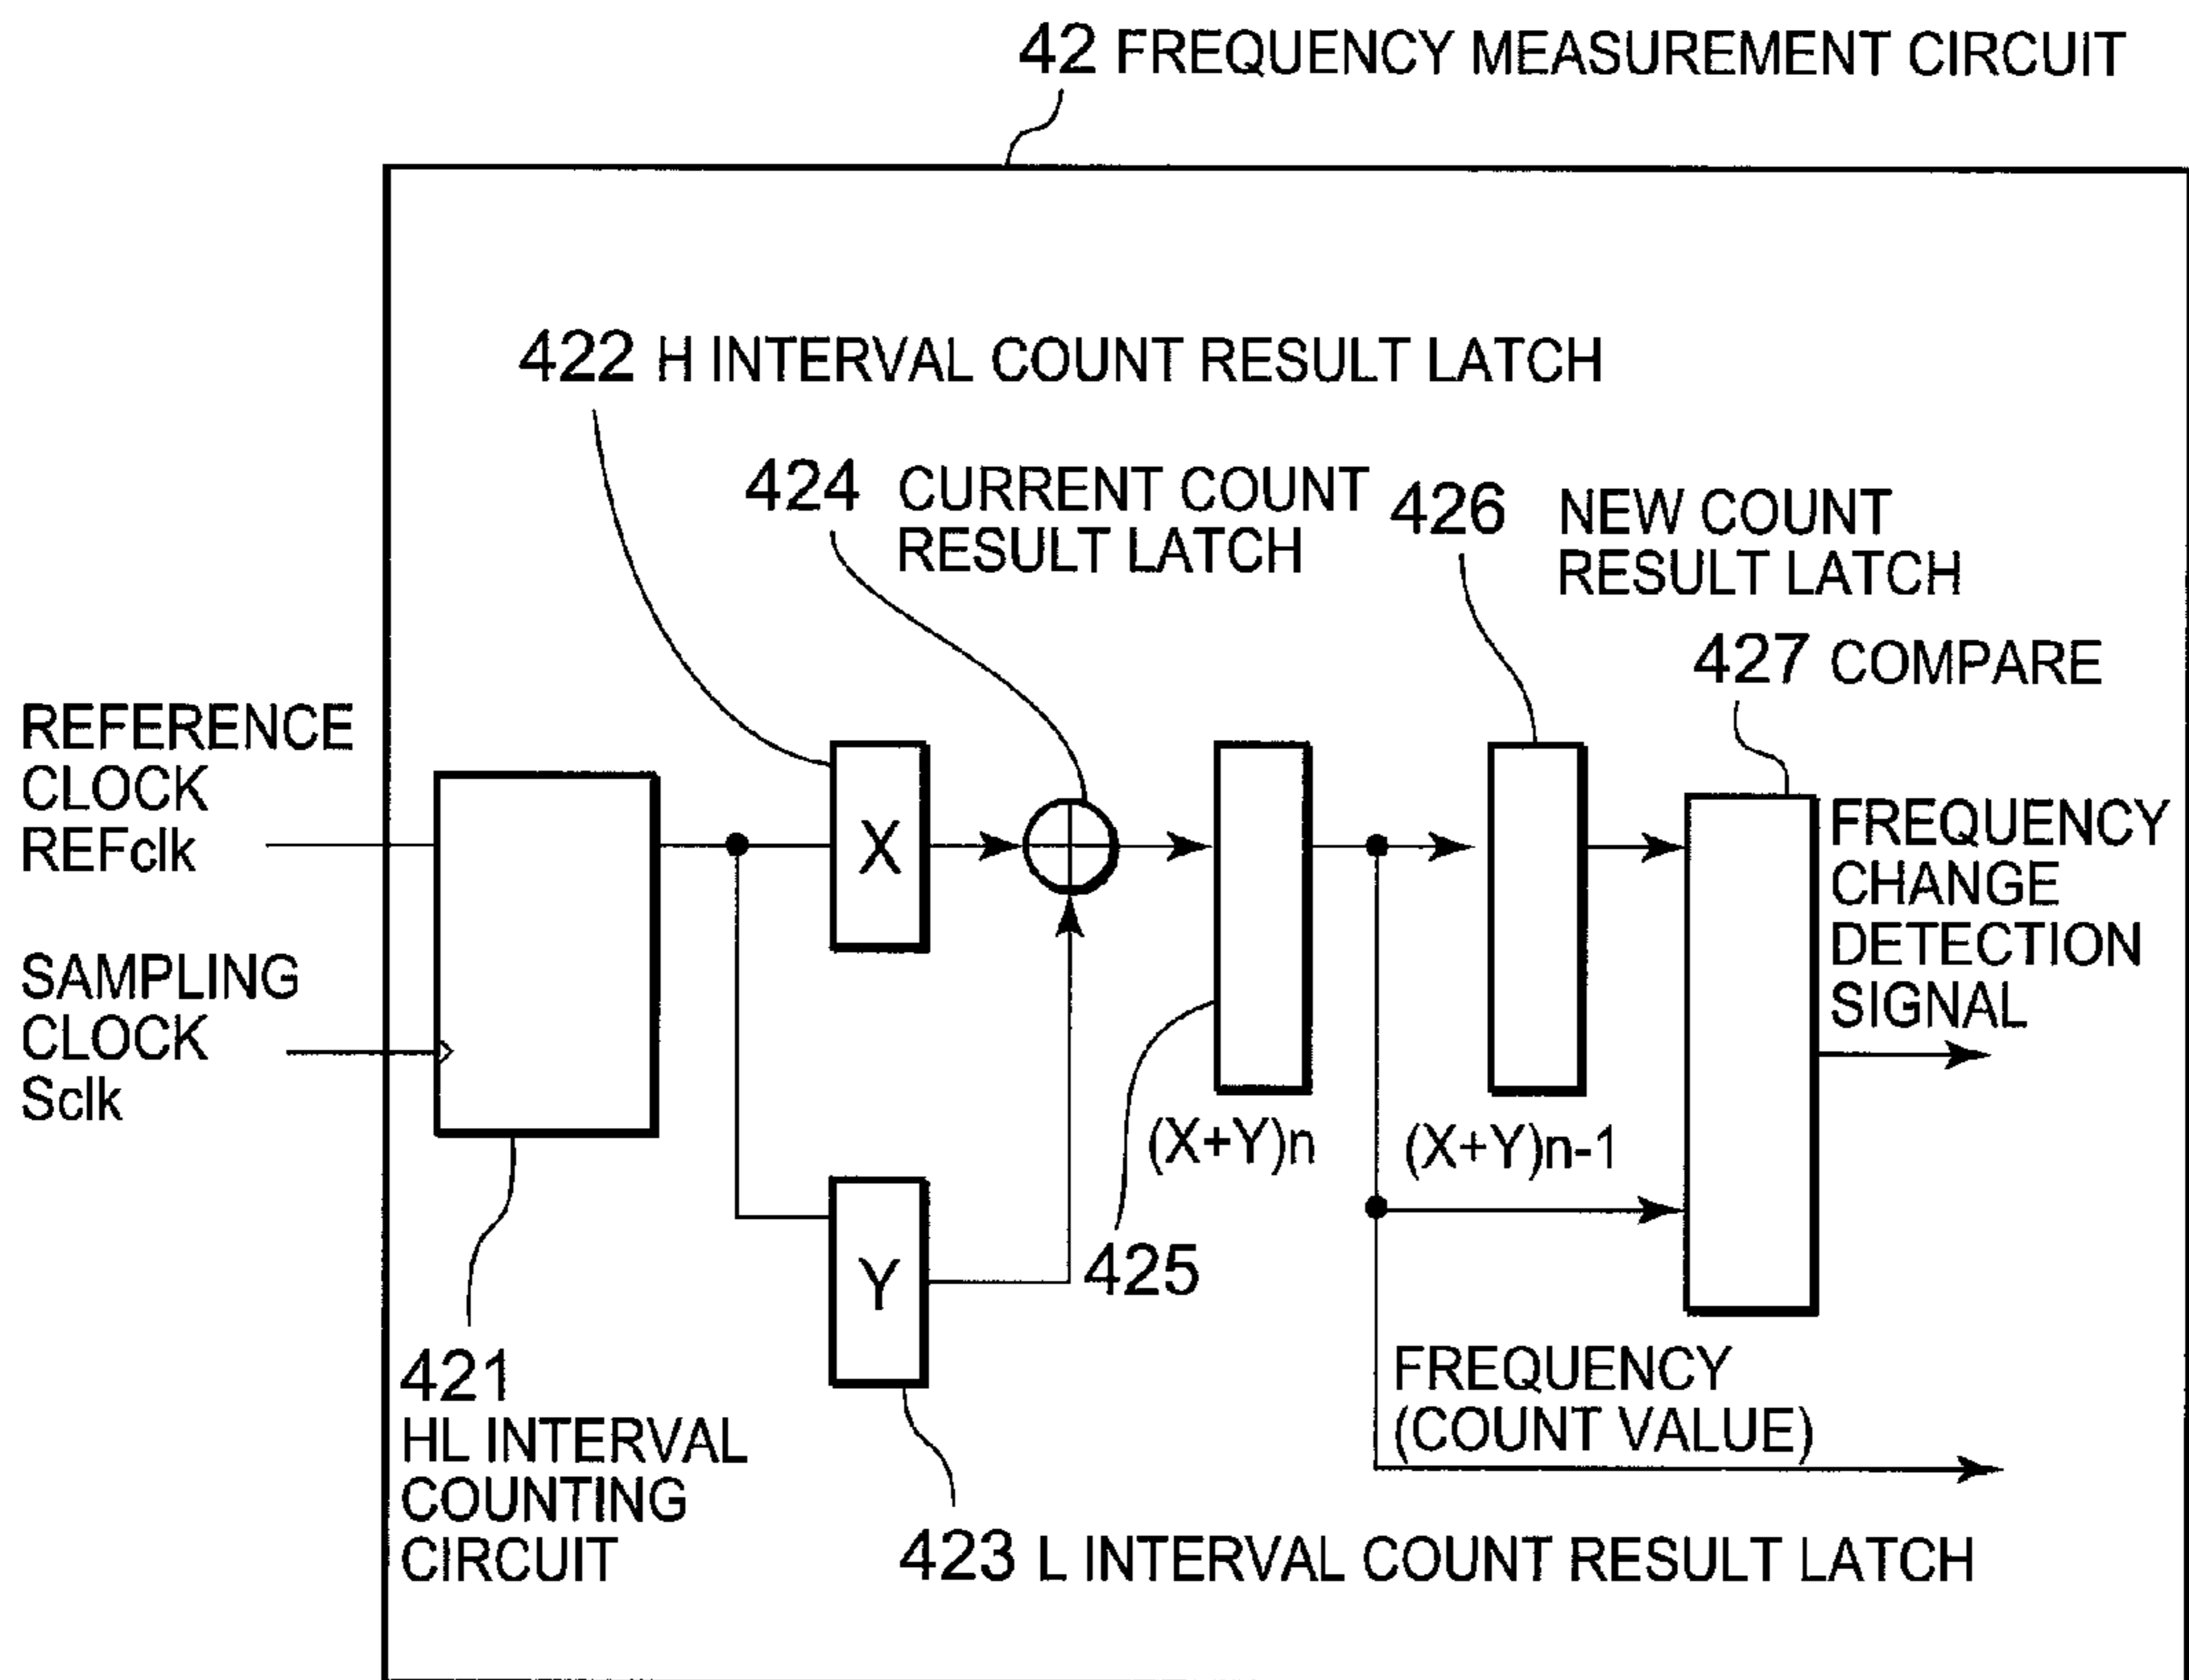 42 FREQUENCY MEASUREMENT CIRCUIT
422 H INTERVAL COUNT RESULT LATCH
424 CURRENT COUNT
RESULT LATCH
426 NEW COUNT
RESULT LATCH
427 COMPARE
REFERENCE
CLOCK
REFclk
SAMPLING
CLOCK
Sclk
X
Y
FREQUENCY
CHANGE
DETECTION
SIGNAL
(X+Y)n
(X+Y)n-1
425
421
HL INTERVAL
COUNTING
CIRCUIT
FREQUENCY
(COUNT VALUE)
423 L INTERVAL COUNT RESULT LATCH